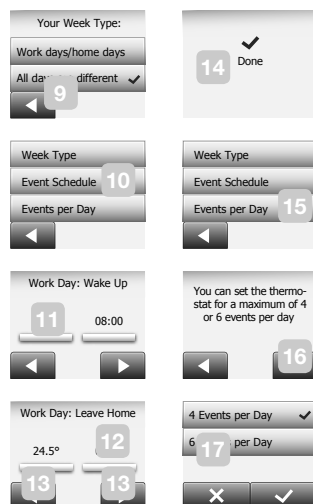 Your Week Type:
Work days/home days
All days different
9
Week Type
Event Schedule
10
Events per Day
Work Day: Wake Up
11
08:00
Work Day: Leave Home
24.5°
12
13
13
14
Done
Week Type
Event Schedule
Events per Day
15
You can set the thermo-
stat for a maximum of 4
or 6 events per day
16
4 Events per Day
6
17
per Day